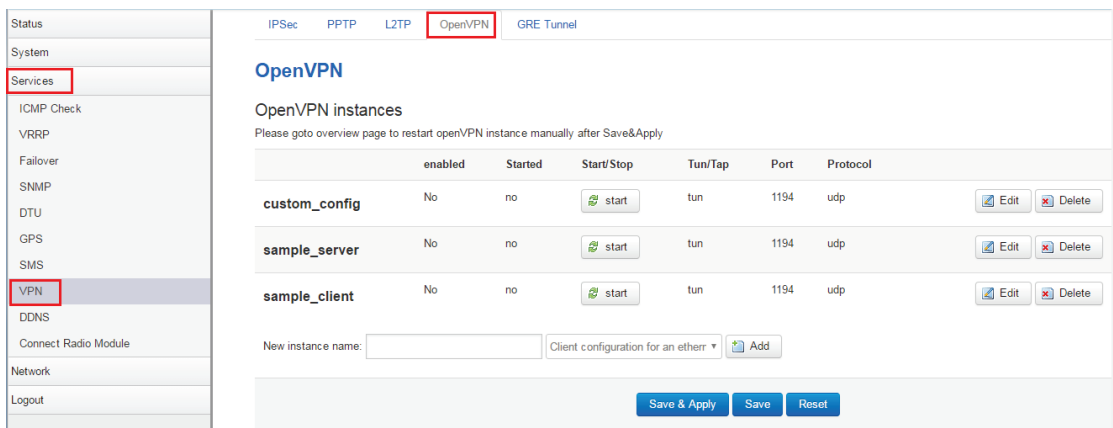 Status
System
Services
ICMP Check
VRRP
Failover
SNMP
DTU
GPS
SMS
VPN
DDNS
Connect Radio Module
Network
Logout
IPSec PPTP L2TP OpenVPN GRE Tunnel
OpenVPN
OpenVPN instances
Please goto overview page to restart openVPN instance manually after Save&Apply
enabled Started Start/Stop Tun/Tap Port Protocol
custom_config No no start tun 1194 udp Edit Delete
sample_server No no start tun 1194 udp Edit Delete
sample_client No no start tun 1194 udp Edit Delete
New instance name: Client configuration for an etherr Add
Save & Apply Save Reset